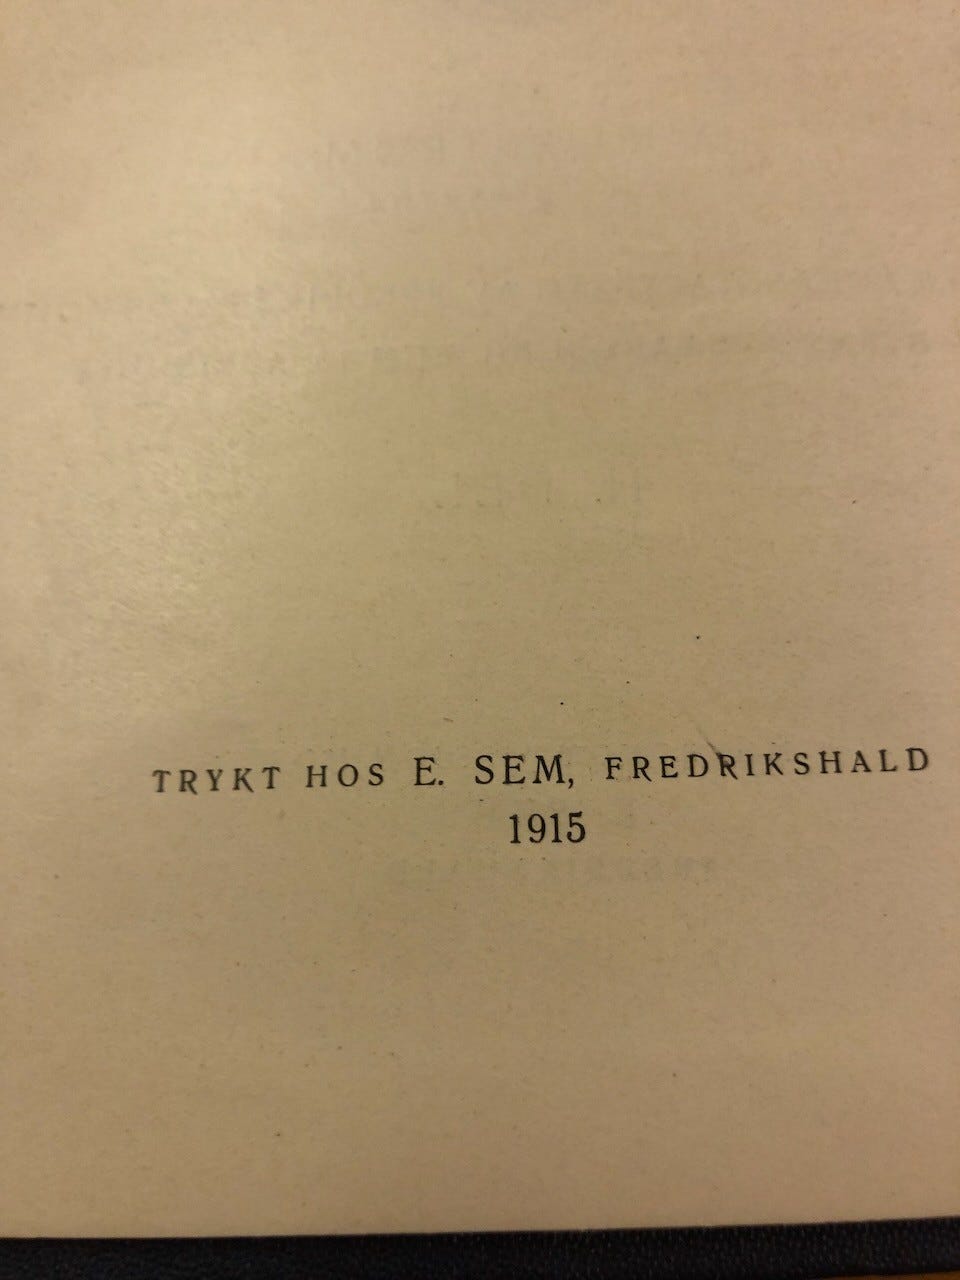 TRYKT HOS E. SEM, FREDRIKSHALD
1915